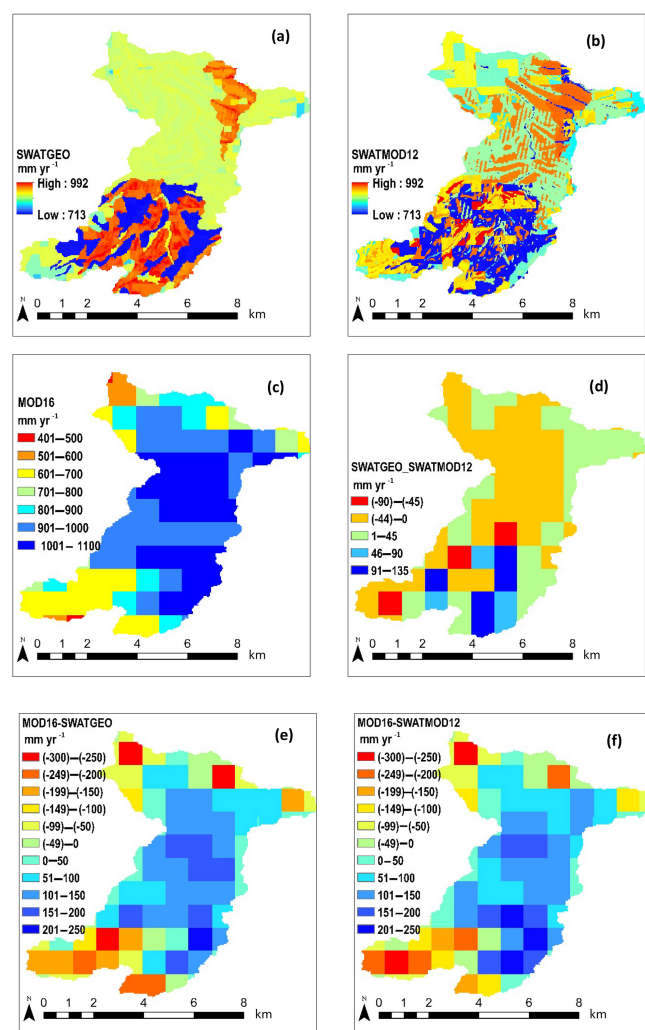 (a)
SWATGEO
mm yr -1
High : 992
Low : 713
N
0 2 4 6 8
km
(b)
SWATMOD12
mm yr -1
High : 992
Low : 713
N
0 2 4 6 8
km
(c)
MOD16
mm yr -1
401—500
501—600
601—700
701—800
801—900
901—1000
1001—1100
N
0 2 4 6 8
km
(d)
SWATGEO_SWATMOD12
mm yr -1
(-90)—(-45)
(-44)—0
1—45
46—90
91—135
N
0 2 4 6 8
km
(e)
MOD16-SWATGEO
mm yr -1
(-300)—(-250)
(-249)—(-200)
(-199)—(-150)
(-149)—(-100)
(-99)—(-50)
(-49)—0
0—50
51—100
101—150
151—200
201—250
N
0 2 4 6 8
km
(f)
MOD16-SWATMOD12
mm yr -1
(-300)—(-250)
(-249)—(-200)
(-199)—(-150)
(-149)—(-100)
(-99)—(-50)
(-49)—0
0—50
51—100
101—150
151—200
201—250
N
0 2 4 6 8
km